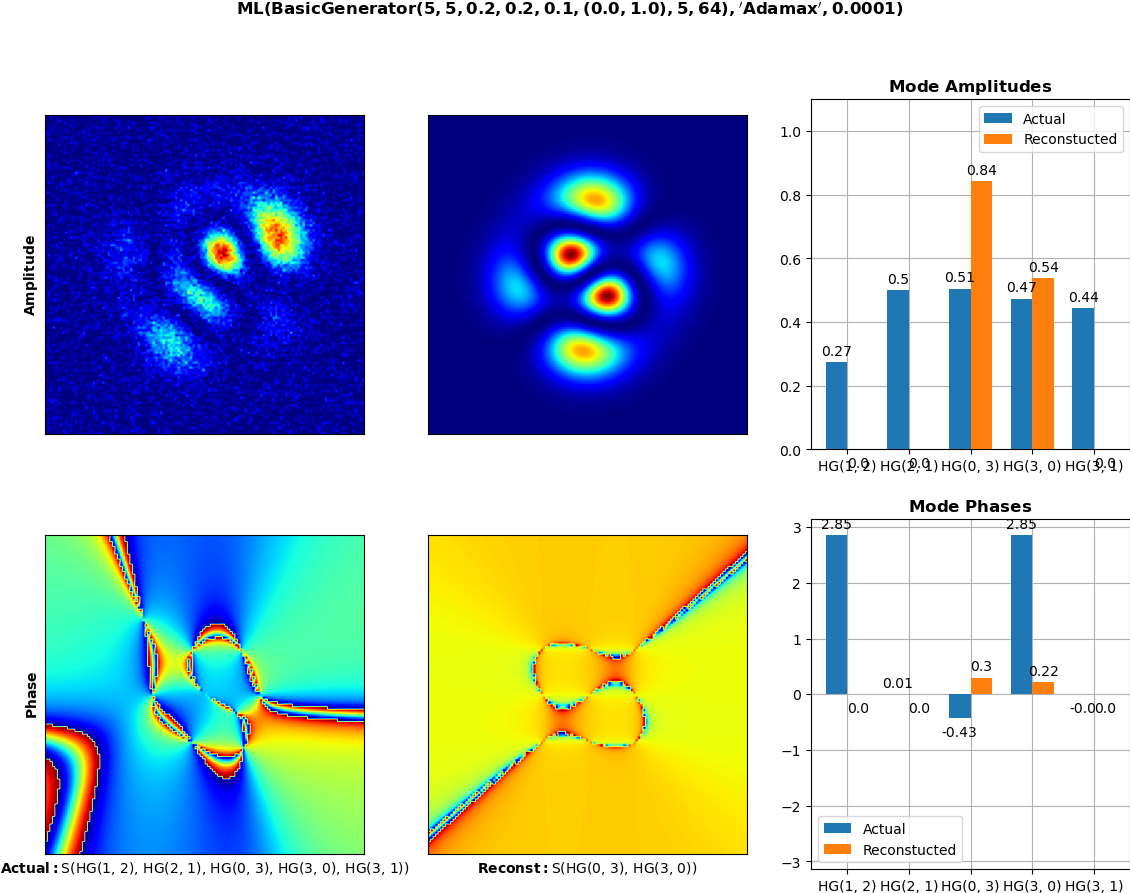 ML(BasicGenerator(5, 5, 0.2, 0.2, 0.1, (0.0, 1.0), 5, 64), ′Adamax′, 0.0001)
Mode Amplitudes
Amplitude
1.0
0.8
0.6
0.4
0.2
0.0
Actual
Reconstucted
0.27
0.5
0.51
0.84
0.47
0.54
0.44
0.0
0.0
0.0
HG(1, 2) HG(2, 1) HG(0, 3) HG(3, 0) HG(3, 1)
Mode Phases
Phase
3
2
1
0
−1
−2
−3
2.85
0.0
0.01
0.0
-0.43
0.3
2.85
0.22
-0.0
0.0
Actual
Reconstucted
HG(1, 2) HG(2, 1) HG(0, 3) HG(3, 0) HG(3, 1)
Actual: S(HG(1, 2), HG(2, 1), HG(0, 3), HG(3, 0), HG(3, 1))
Reconst: S(HG(0, 3), HG(3, 0))